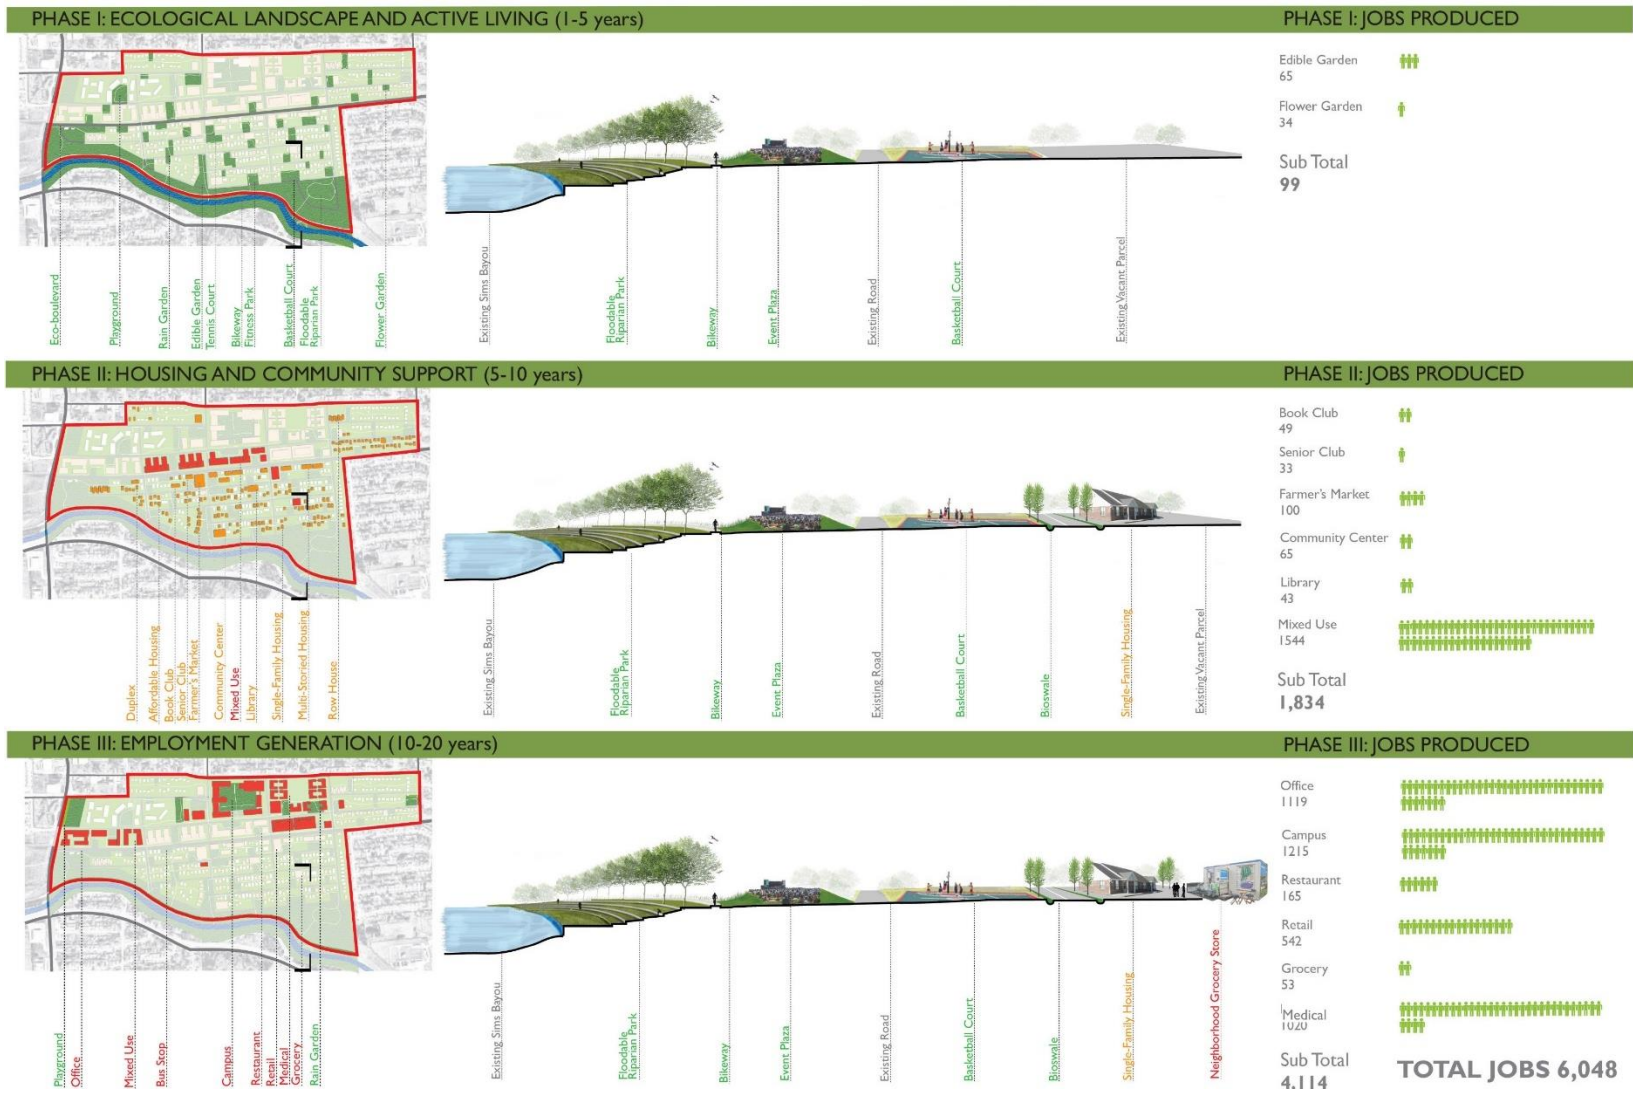 PHASE I: ECOLOGICAL LANDSCAPE AND ACTIVE LIVING (1-5 years)
Eco-boulevard
Playground
Rain Garden
Edible Garden
Tennis Court
Bikeway
Fitness Park
Basketball Court
Floodable
Riparian Park
Flower Garden
Existing Sims Bayou
Floodable
Riparian Park
Bikeway
Event Plaza
Existing Road
Basketball Court
Existing Vacant Parcel
PHASE I: JOBS PRODUCED
Edible Garden
65
Flower Garden
34
Sub Total
99
PHASE II: HOUSING AND COMMUNITY SUPPORT (5-10 years)
Duplex
Affordable Housing
Book Club
Senior Club
Farmer's Market
Community Center
Mixed Use
Library
Single-Family Housing
Multi-Storied Housing
Row House
Existing Sims Bayou
Floodable
Riparian Park
Bikeway
Event Plaza
Existing Road
Basketball Court
Bioswale
Single-Family Housing
Existing Vacant Parcel
PHASE II: JOBS PRODUCED
Book Club
49
Senior Club
33
Farmer's Market
100
Community Center
65
Library
43
Mixed Use
1544
Sub Total
1,834
PHASE III: EMPLOYMENT GENERATION (10-20 years)
Playground
Office
Mixed Use
Bus Stop
Campus
Restaurant
Retail
Medical
Grocery
Rain Garden
Existing Sims Bayou
Floodable
Riparian Park
Bikeway
Event Plaza
Existing Road
Basketball Court
Bioswale
Single-Family Housing
Neighborhood Grocery Store
PHASE III: JOBS PRODUCED
Office
1119
Campus
1215
Restaurant
165
Retail
542
Grocery
53
Medical
1020
Sub Total
4,114
TOTAL JOBS 6,048